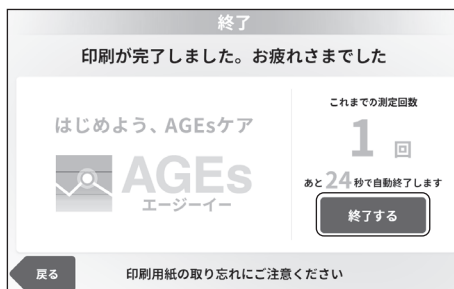 終了
印刷が完了しました。お疲れさまでした
はじめよう、AGEsケア
AGEs
エージーイー
これまでの測定回数
1 回
あと24秒で自動終了します
終了する
戻る
印刷用紙の取り忘れにご注意ください